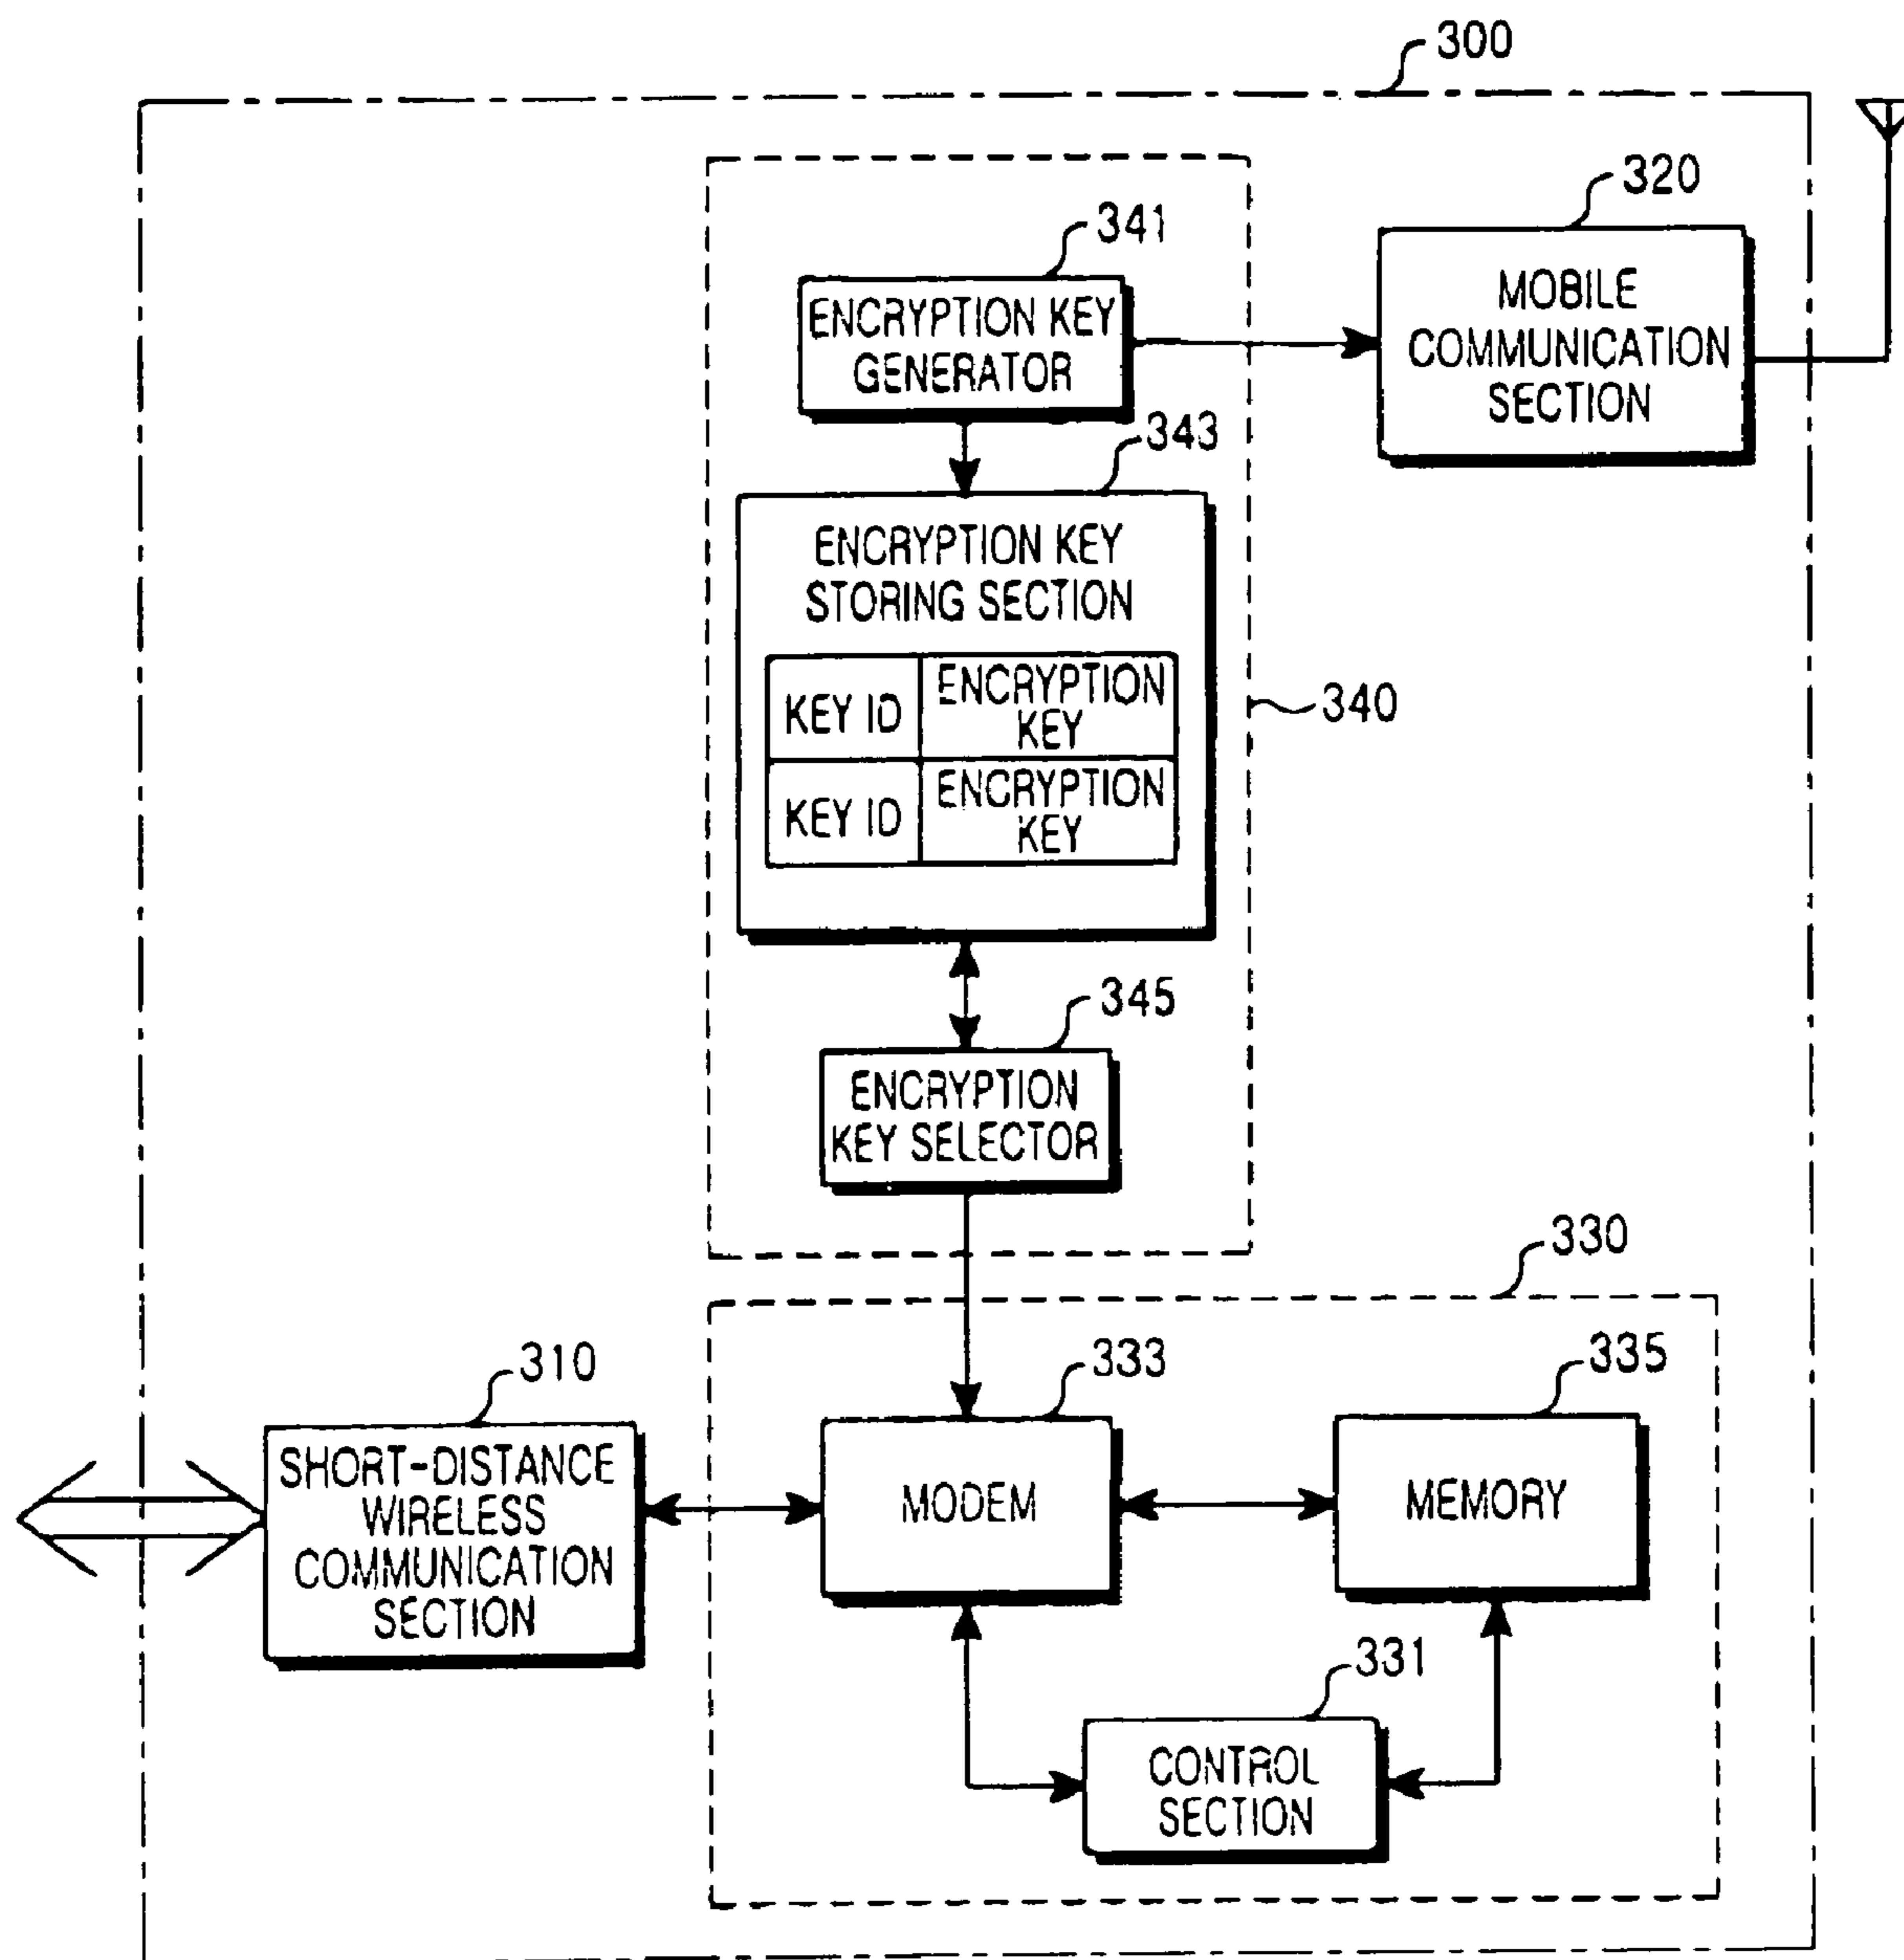 300
320
341
MOBILE
COMMUNICATION
SECTION
ENCRYPTION KEY
GENERATOR
343
ENCRYPTION KEY
STORING SECTION
KEY ID
ENCRYPTION
KEY
340
KEY ID
ENCRYPTION
KEY
345
ENCRYPTION
KEY SELECTOR
330
310
333
335
SHORT-DISTANCE
WIRELESS
COMMUNICATION
SECTION
MODEM
MEMORY
331
CONTROL
SECTION